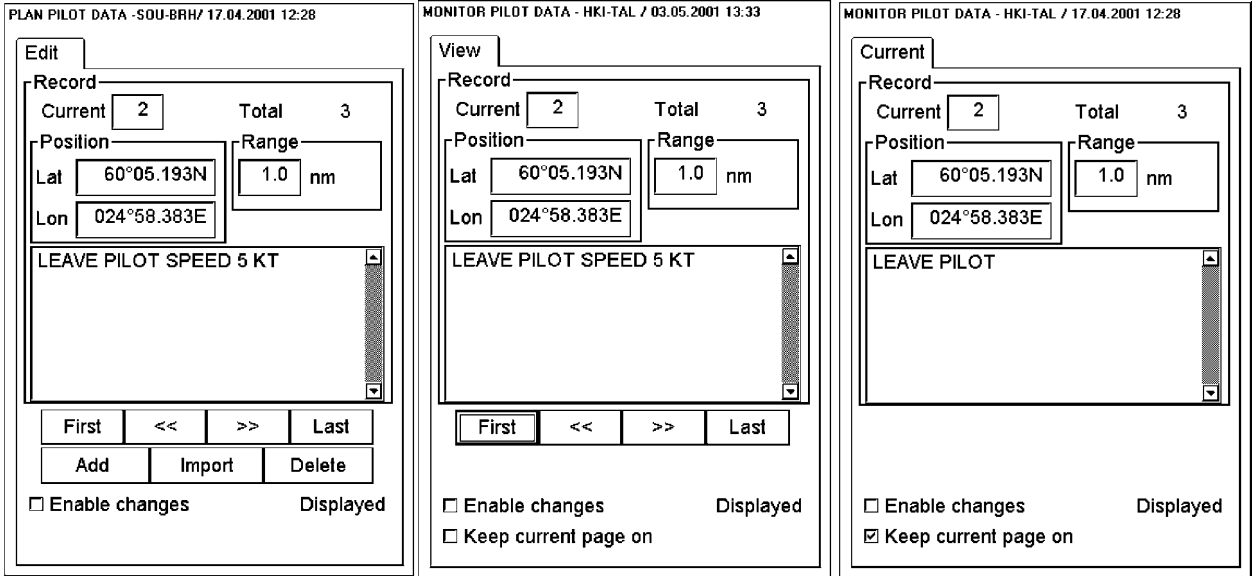 PLAN PILOT DATA -SOU-BRH/ 17.04.2001 12:28
Edit
Record
Current 2 Total 3
Position Range
Lat 60°05.193N 1.0 nm
Lon 024°58.383E
LEAVE PILOT SPEED 5 KT
First << >> Last
Add Import Delete
Enable changes Displayed
MONITOR PILOT DATA - HKI-TAL / 03.05.2001 13:33
View
Record
Current 2 Total 3
Position Range
Lat 60°05.193N 1.0 nm
Lon 024°58.383E
LEAVE PILOT SPEED 5 KT
First << >> Last
Enable changes Displayed
Keep current page on
MONITOR PILOT DATA - HKI-TAL / 17.04.2001 12:28
Current
Record
Current 2 Total 3
Position Range
Lat 60°05.193N 1.0 nm
Lon 024°58.383E
LEAVE PILOT
Enable changes Displayed
Keep current page on